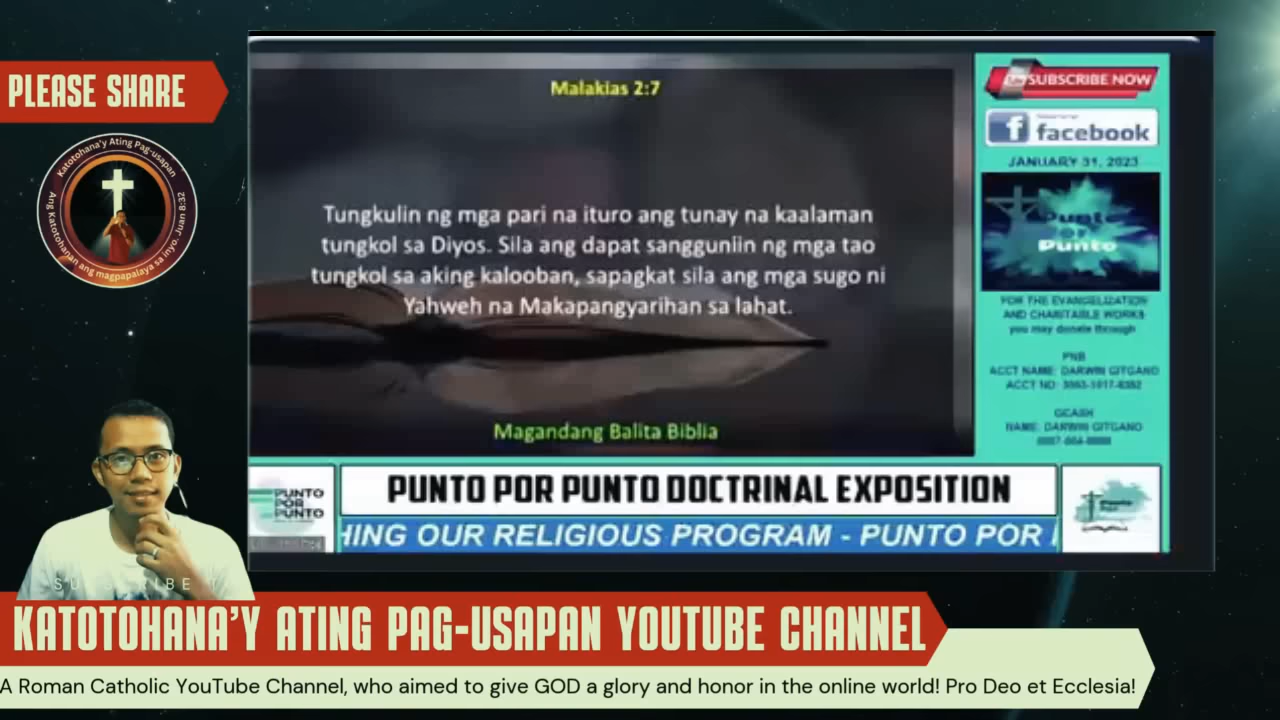 PLEASE SHARE
Katotohana'y Ating Pag-usapan
Ang Katotohanan ang magpapalaya sa inyo. Juan 8:32
Malakias 2:7
Tungkulin ng mga pari na ituro ang tunay na kaalaman
tungkol sa Diyos. Sila ang dapat sangguniin ng mga tao
tungkol sa aking kalooban, sapagkat sila ang mga sugo ni
Yahweh na Makapangyarihan sa lahat.
Magandang Balita Biblia
SUBSCRIBE NOW
facebook
JANUARY 31, 2023
Punto
Por
Punto
FOR THE EVANGELIZATION
AND CHARITABLE WORKS
you may donate through
PNB
ACCT NAME: DARWIN GITGANO
ACCT NO:
GCASH
NAME: DARWIN GITGANO
PUNTO
POR
PUNTO
PUNTO POR PUNTO DOCTRINAL EXPOSITION
HING OUR RELIGIOUS PROGRAM - PUNTO POR
SUBSCRIBE
KATOTOHANA'Y ATING PAG-USAPAN YOUTUBE CHANNEL
A Roman Catholic YouTube Channel, who aimed to give GOD a glory and honor in the online world! Pro Deo et Ecclesia!